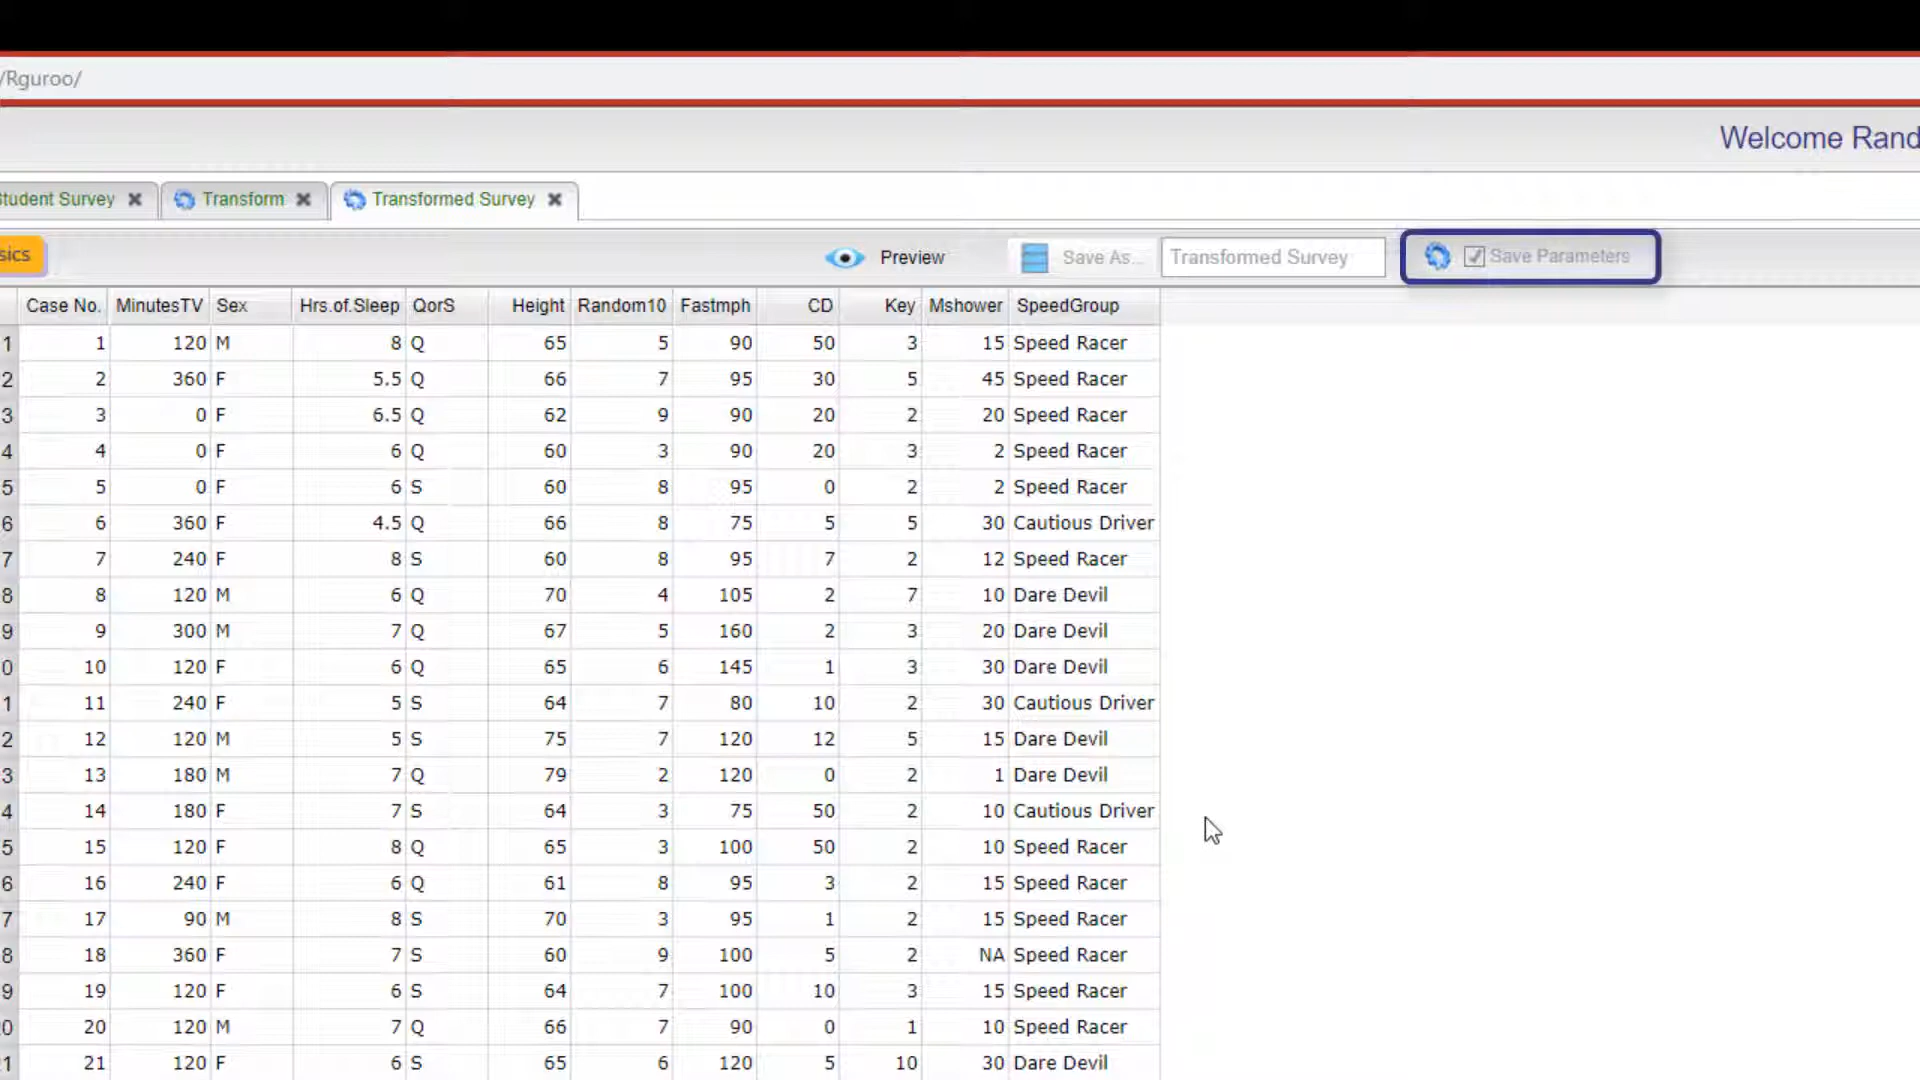 /Rguroo/
Welcome Rand
Student Survey Transform Transformed Survey
sics Preview Save As... Transformed Survey Save Parameters
Case No. MinutesTV Sex Hrs.of.Sleep QorS Height Random10 Fastmph CD Key Mshower SpeedGroup
1 1 120 M 8 Q 65 5 90 50 3 15 Speed Racer
2 2 360 F 5.5 Q 66 7 95 30 5 45 Speed Racer
3 3 0 F 6.5 Q 62 9 90 20 2 20 Speed Racer
4 4 0 F 6 Q 60 3 90 20 3 2 Speed Racer
5 5 0 F 6 S 60 8 95 0 2 2 Speed Racer
6 6 360 F 4.5 Q 66 8 75 5 5 30 Cautious Driver
7 7 240 F 8 S 60 8 95 7 2 12 Speed Racer
8 8 120 M 6 Q 70 4 105 2 7 10 Dare Devil
9 9 300 M 7 Q 67 5 160 2 3 20 Dare Devil
0 10 120 F 6 Q 65 6 145 1 3 30 Dare Devil
1 11 240 F 5 S 64 7 80 10 2 30 Cautious Driver
2 12 120 M 5 S 75 7 120 12 5 15 Dare Devil
3 13 180 M 7 Q 79 2 120 0 2 1 Dare Devil
4 14 180 F 7 S 64 3 75 50 2 10 Cautious Driver
5 15 120 F 8 Q 65 3 100 50 2 10 Speed Racer
6 16 240 F 6 Q 61 8 95 3 2 15 Speed Racer
7 17 90 M 8 S 70 3 95 1 2 15 Speed Racer
8 18 360 F 7 S 60 9 100 5 2 NA Speed Racer
9 19 120 F 6 S 64 7 100 10 3 15 Speed Racer
0 20 120 M 7 Q 66 7 90 0 1 10 Speed Racer
1 21 120 F 6 S 65 6 120 5 10 30 Dare Devil